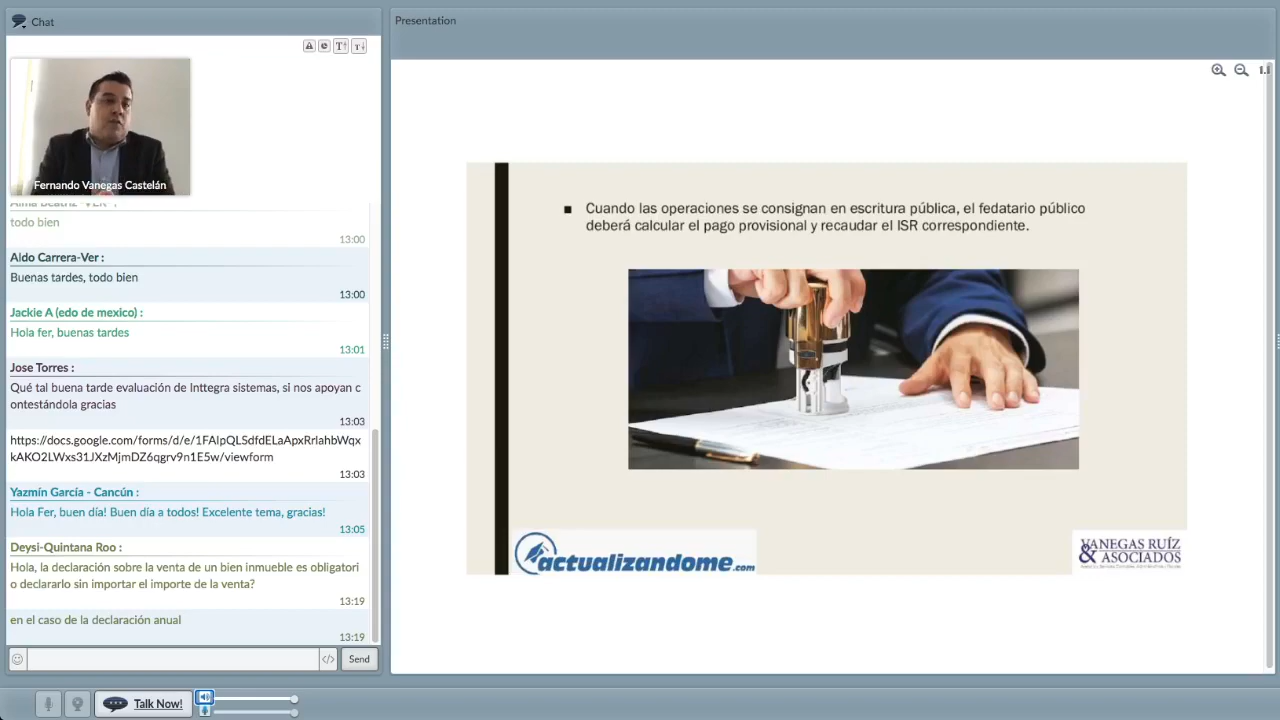 Chat
Presentation
T↑
T↓
Fernando Vanegas Castelán
Alma Beatriz "VER" :
todo bien
13:00
Aldo Carrera-Ver :
Buenas tardes, todo bien
13:00
Jackie A (edo de mexico) :
Hola fer, buenas tardes
13:01
Jose Torres :
Qué tal buena tarde evaluación de Inttegra sistemas, si nos apoyan c
ontestándola gracias
13:03
https://docs.google.com/forms/d/e/1FAIpQLSdfdELaApxRrlahbWqx
kAKO2LWxs31JXzMjmDZ6qgrv9n1E5w/viewform
13:03
Yazmín García - Cancún :
Hola Fer, buen día! Buen día a todos! Excelente tema, gracias!
13:05
Deysi-Quintana Roo :
Hola, la declaración sobre la venta de un bien inmueble es obligatori
o declararlo sin importar el importe de la venta?
13:19
en el caso de la declaración anual
13:19
Send
Talk Now!
Cuando las operaciones se consignan en escritura pública, el fedatario público
deberá calcular el pago provisional y recaudar el ISR correspondiente.
actualizandome.com
VANEGAS RUÍZ
& ASOCIADOS